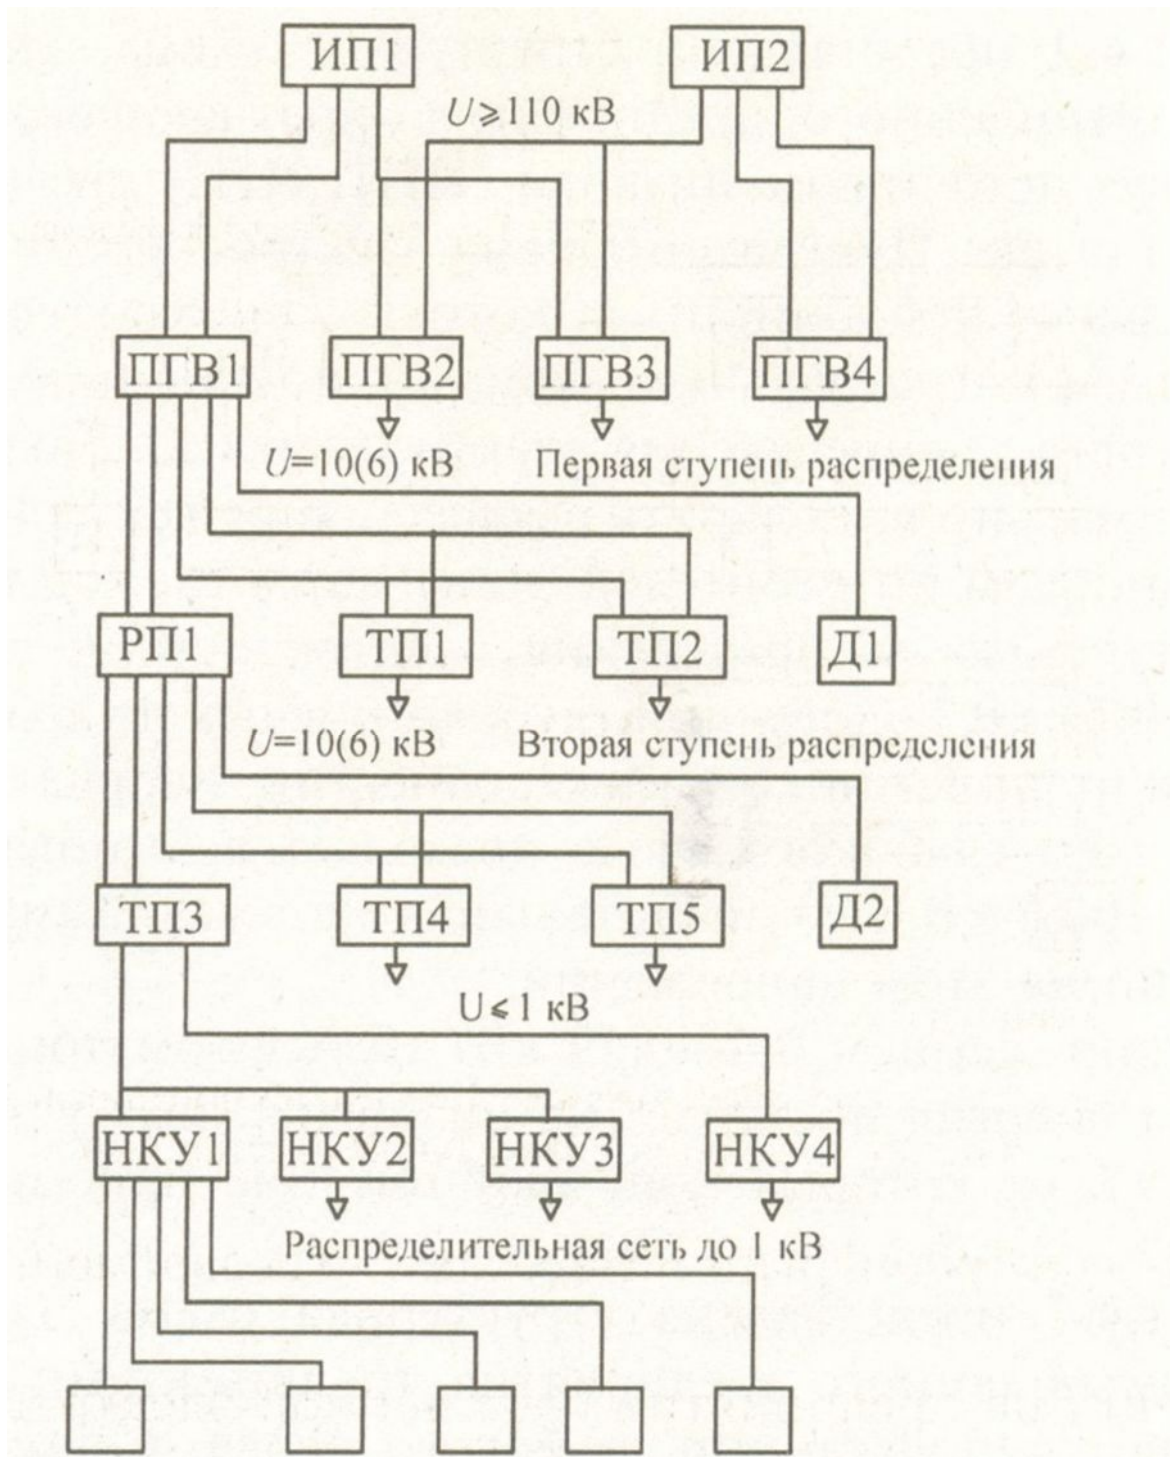 ИП1 ИП2
U⩾110 кВ
ПГВ1 ПГВ2 ПГВ3 ПГВ4
U=10(6) кВ Первая ступень распределения
РП1 ТП1 ТП2 Д1
U=10(6) кВ Вторая ступень распределения
ТП3 ТП4 ТП5 Д2
U⩽1 кВ
НКУ1 НКУ2 НКУ3 НКУ4
Распределительная сеть до 1 кВ